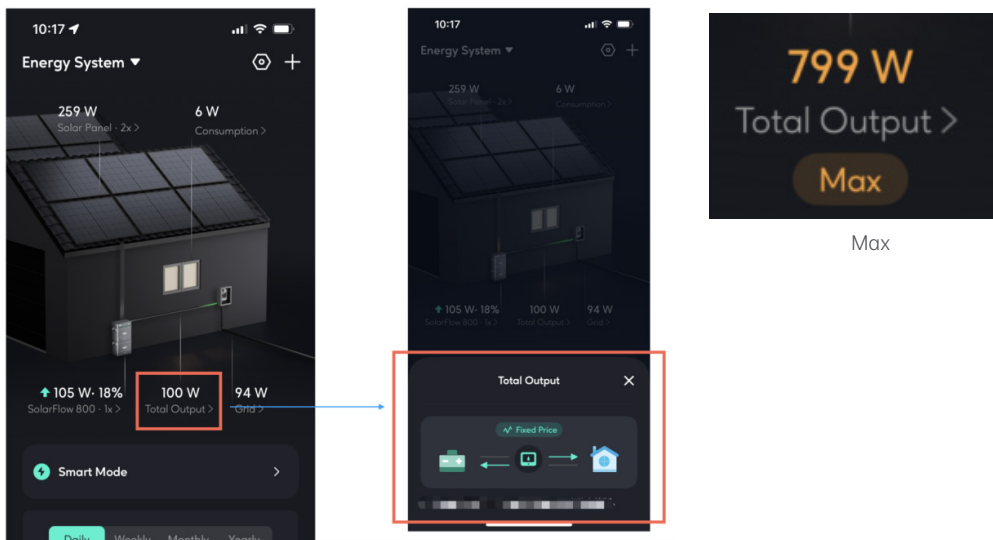 10:17
Energy System
259 W
Solar Panel · 2x >
6 W
Consumption >
105 W· 18%
SolarFlow 800 · 1x >
100 W
Total Output >
94 W
Grid >
Smart Mode
Daily Weekly Monthly Yearly
10:17
Energy System
259 W
Solar Panel · 2x >
6 W
Consumption >
105 W· 18%
SolarFlow 800 · 1x >
100 W
Total Output >
94 W
Grid >
Total Output
Fixed Price
799 W
Total Output >
Max
Max